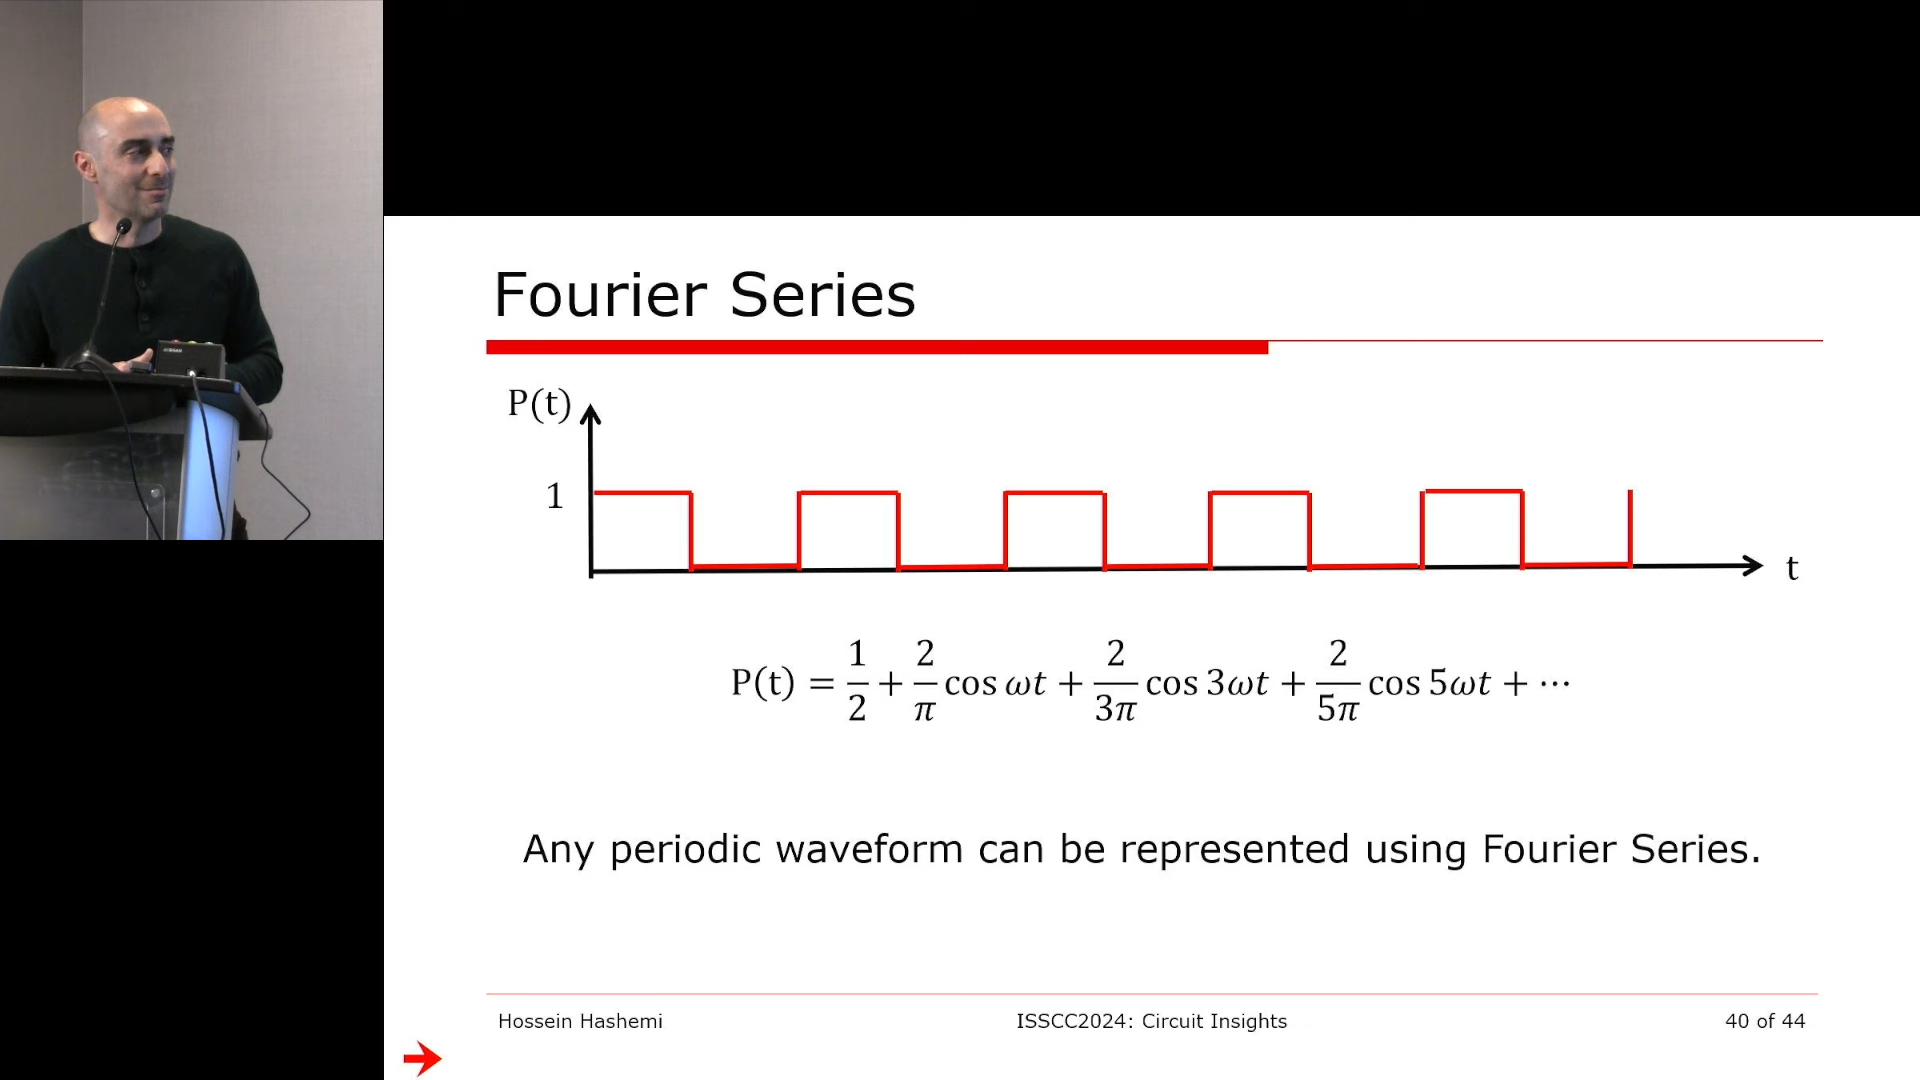 Fourier Series
P(t)
1
t
P(t) = 1/2 + 2/π cos ωt + 2/3π cos 3ωt + 2/5π cos 5ωt + ⋯
Any periodic waveform can be represented using Fourier Series.
Hossein Hashemi
ISSCC2024: Circuit Insights
40 of 44